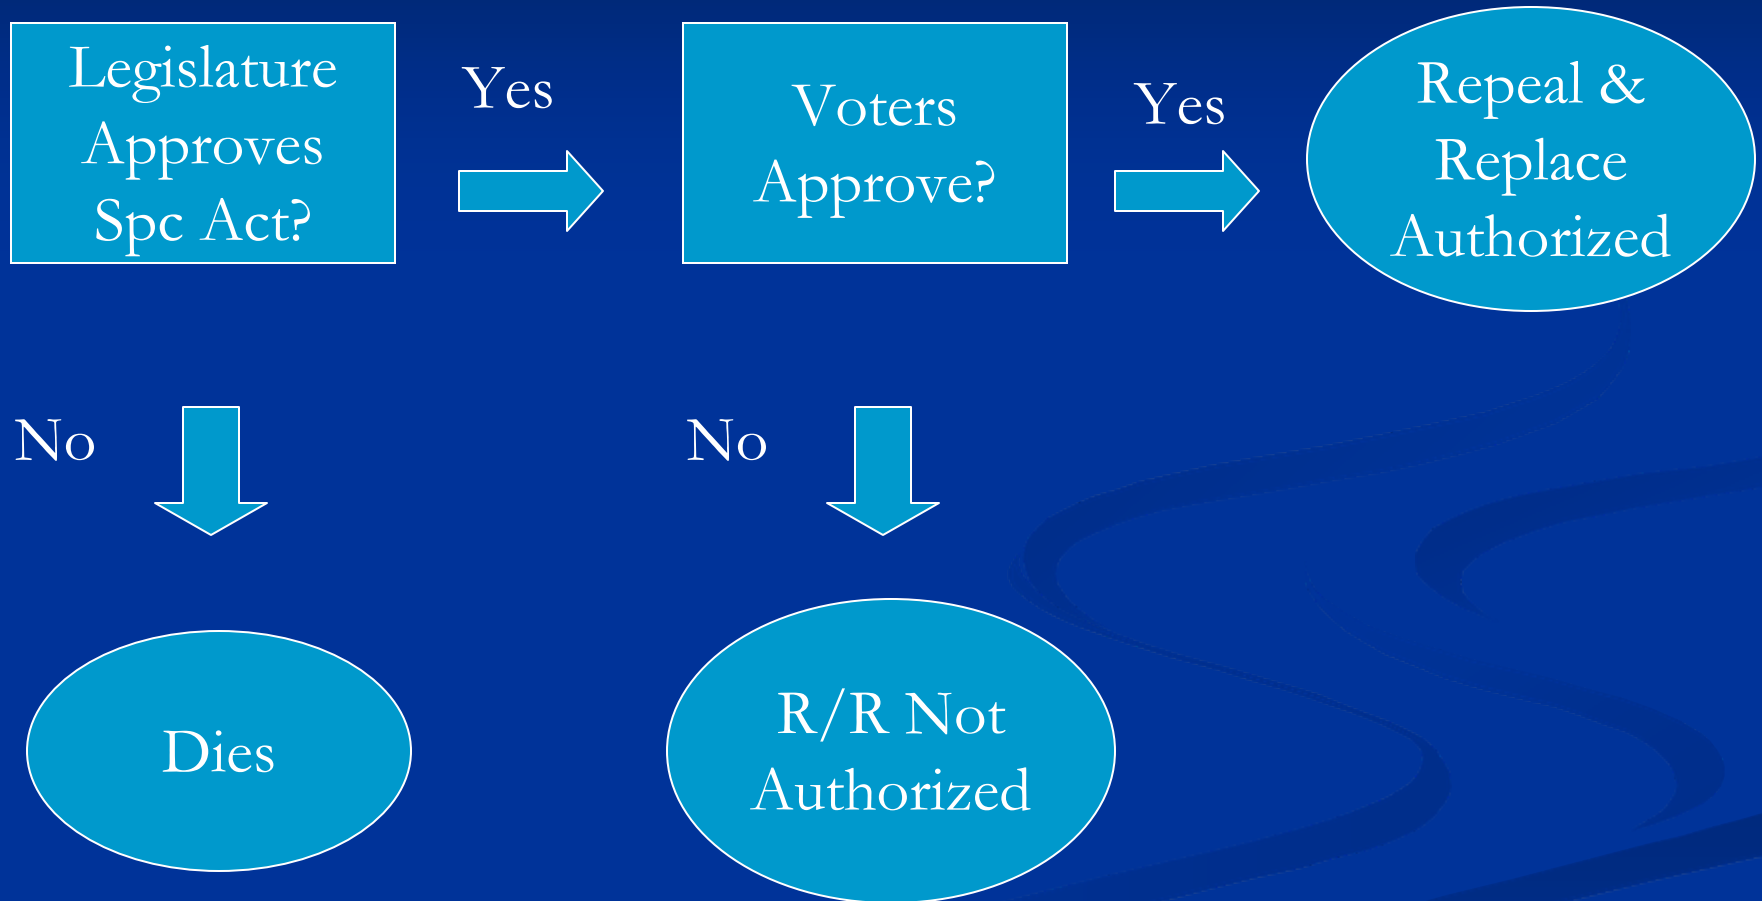 Legislature
Approves
Spc Act?
Yes
Voters
Approve?
Yes
Repeal &
Replace
Authorized
No
No
Dies
R/R Not
Authorized